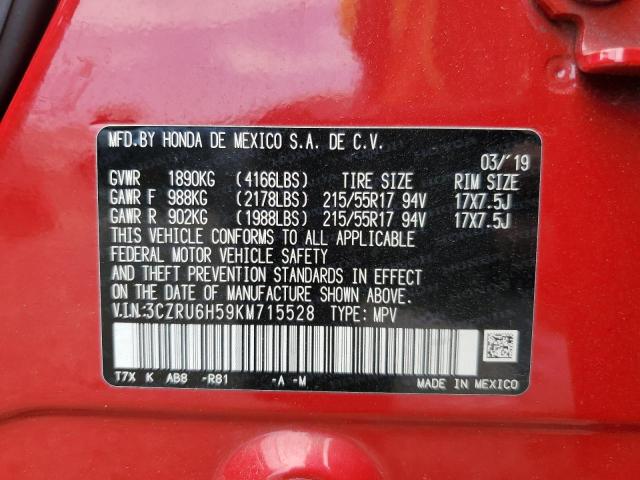 MFD. BY HONDA DE MEXICO S.A. DE C.V.
03/'19
GVWR 1890KG (4166LBS) TIRE SIZE RIM SIZE
GAWR F 988KG (2178LBS) 215/55R17 94V 17X7.5J
GAWR R 902KG (1988LBS) 215/55R17 94V 17X7.5J
THIS VEHICLE CONFORMS TO ALL APPLICABLE
FEDERAL MOTOR VEHICLE SAFETY
AND THEFT PREVENTION STANDARDS IN EFFECT
ON THE DATE OF MANUFACTURE SHOWN ABOVE.
V.I.N.:3CZRU6H59KM715528 TYPE: MPV
T7X K AB8 -R81 -A -M
MADE IN MEXICO